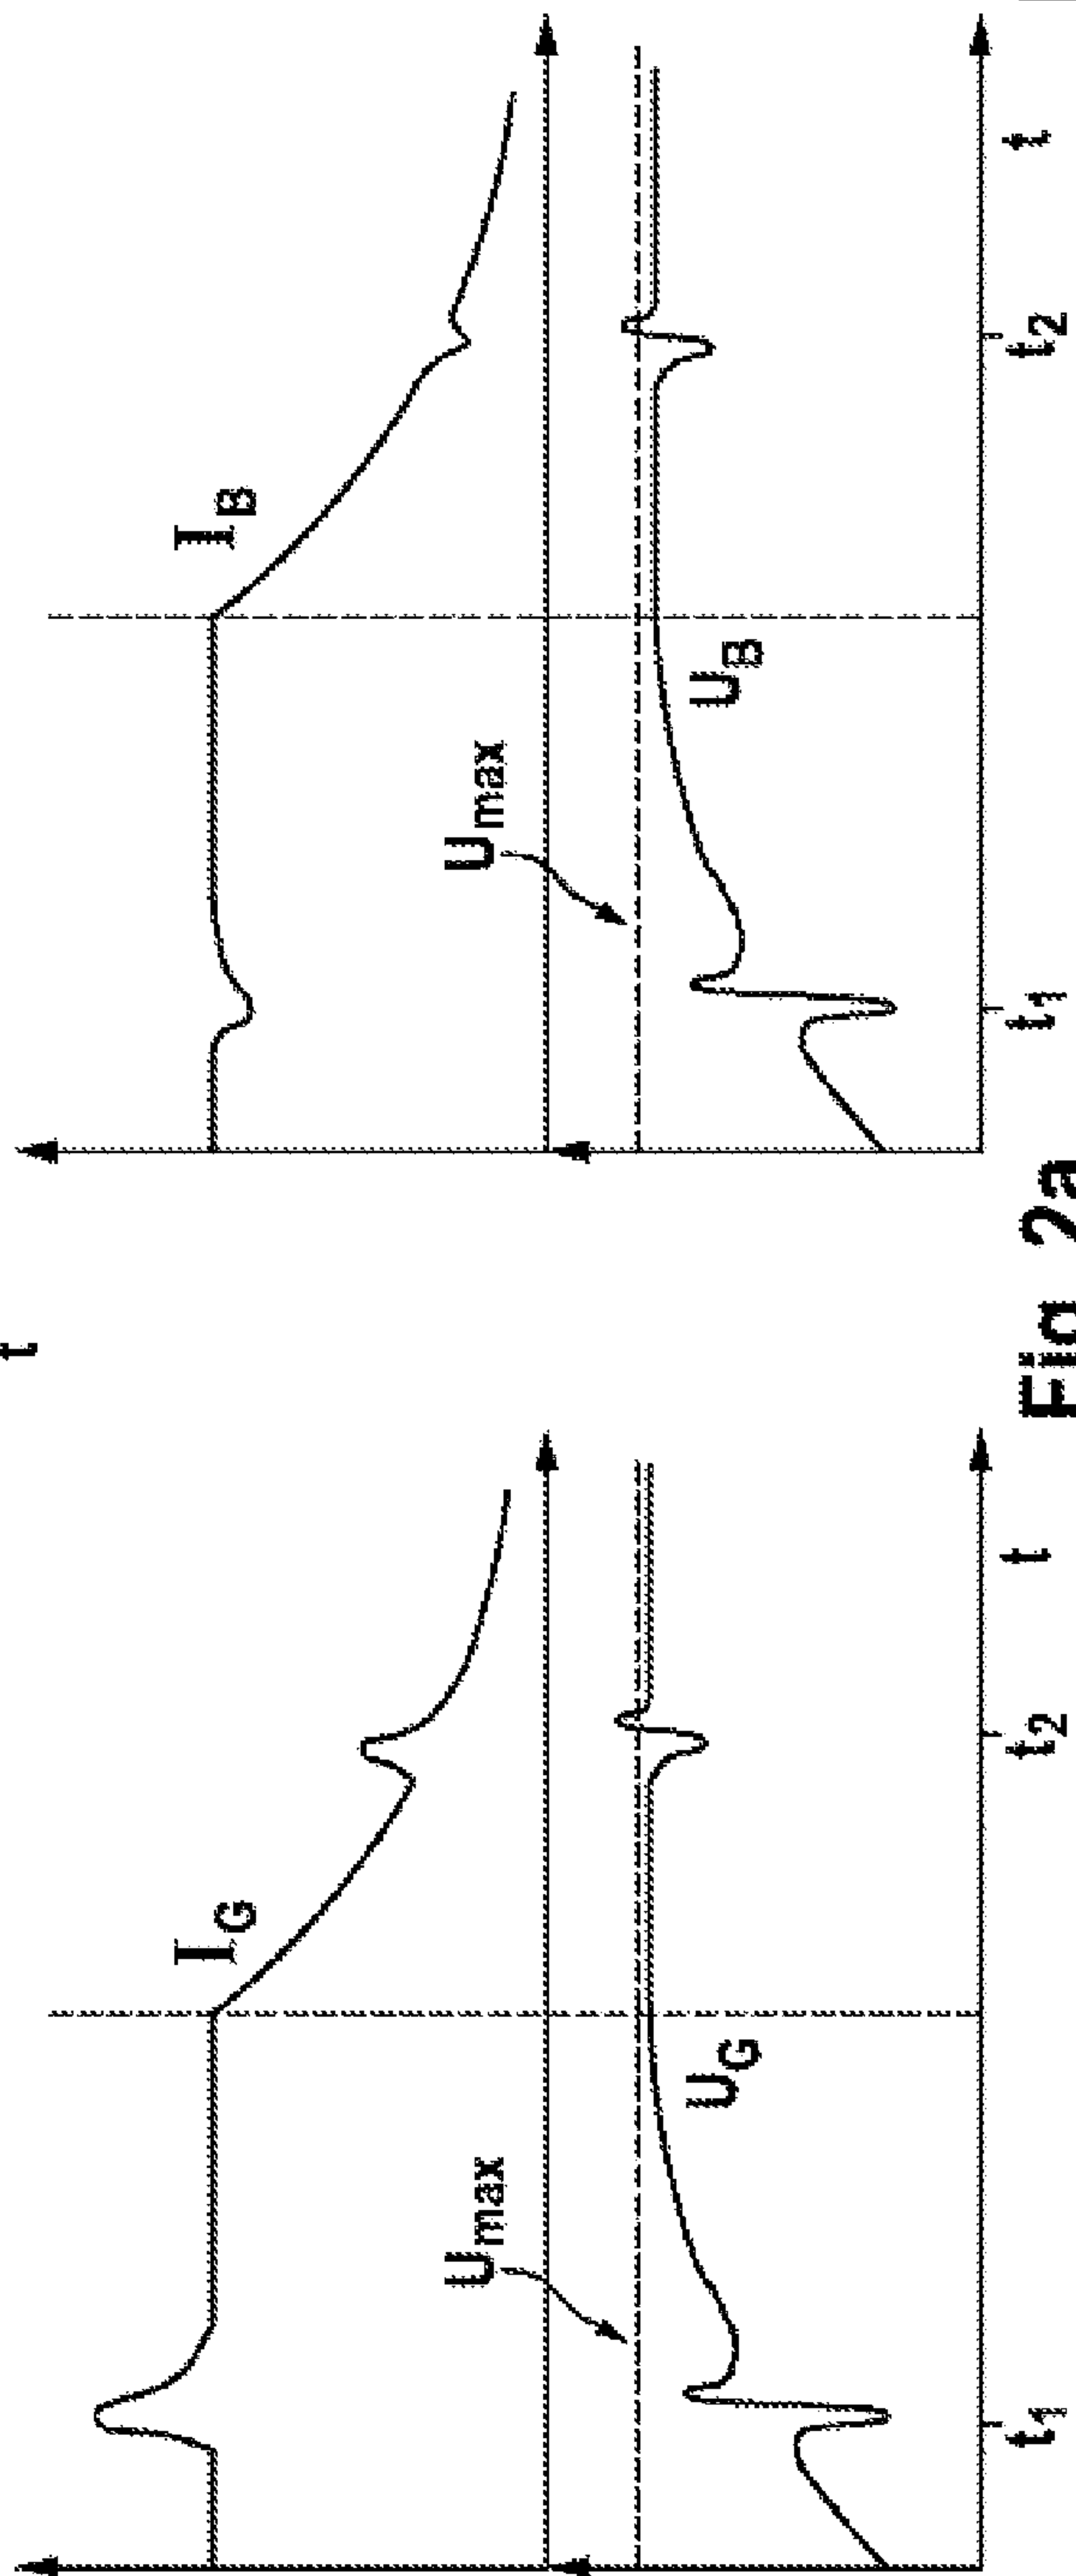 t
I_G
U_max
U_G
t_1
t_2
t
I_B
U_max
U_B
t_1
t_2
t
Fig. 2a